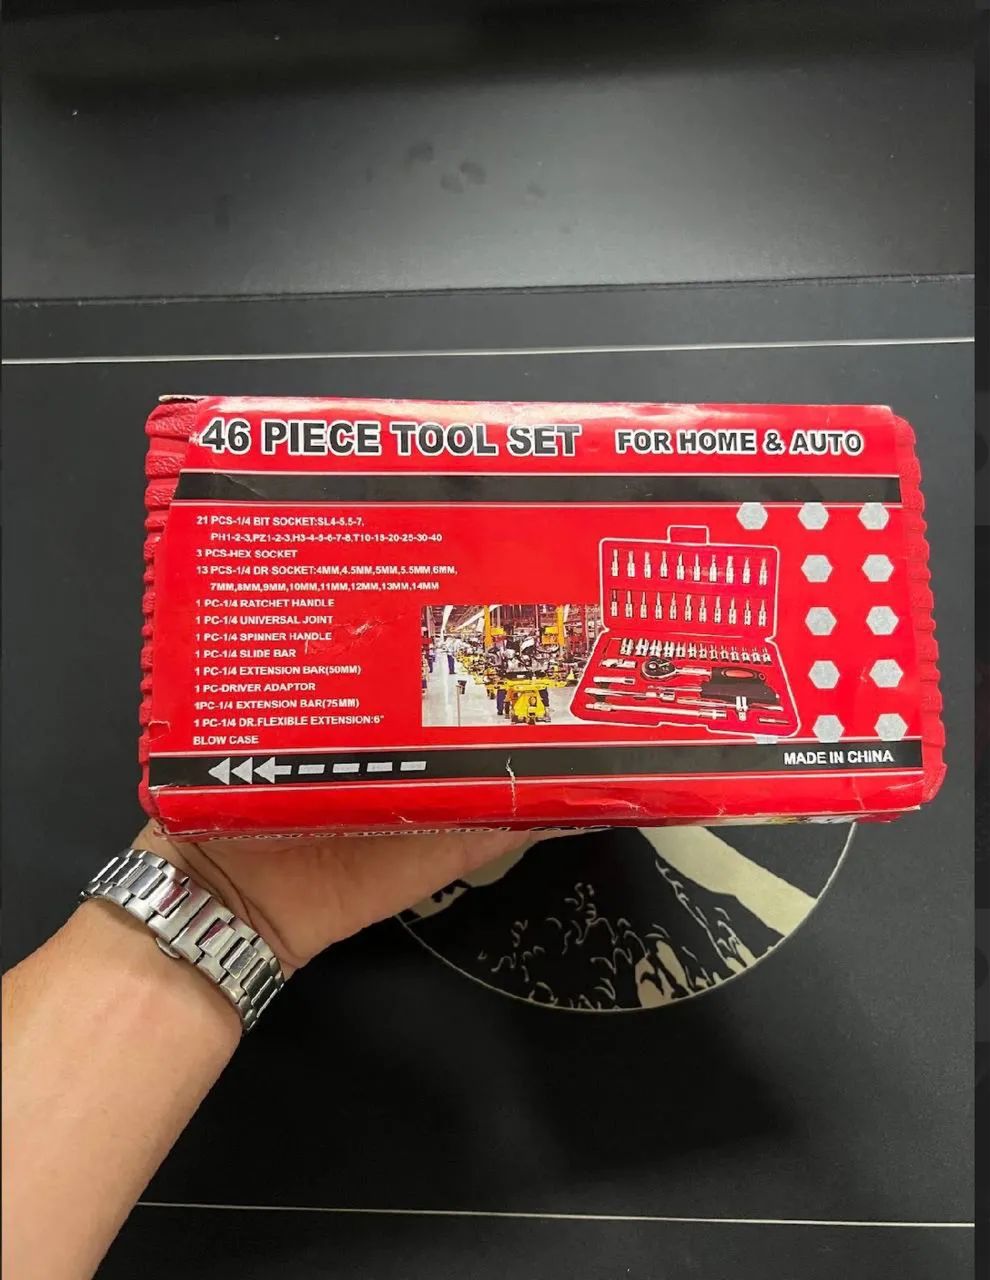 46 PIECE TOOL SET FOR HOME & AUTO
21 PCS-1/4 BIT SOCKET:SL4-5.5-7,
PH1-2-3,PZ1-2-3,H3-4-5-6-7-8,T10-15-20-25-30-40
3 PCS-HEX SOCKET
13 PCS-1/4 DR SOCKET:4MM,4.5MM,5MM,5.5MM,6MM,
7MM,8MM,9MM,10MM,11MM,12MM,13MM,14MM
1 PC-1/4 RATCHET HANDLE
1 PC-1/4 UNIVERSAL JOINT
1 PC-1/4 SPINNER HANDLE
1 PC-1/4 SLIDE BAR
1 PC-1/4 EXTENSION BAR(50MM)
1 PC-DRIVER ADAPTOR
1PC-1/4 EXTENSION BAR(75MM)
1 PC-1/4 DR.FLEXIBLE EXTENSION:6"
BLOW CASE
MADE IN CHINA